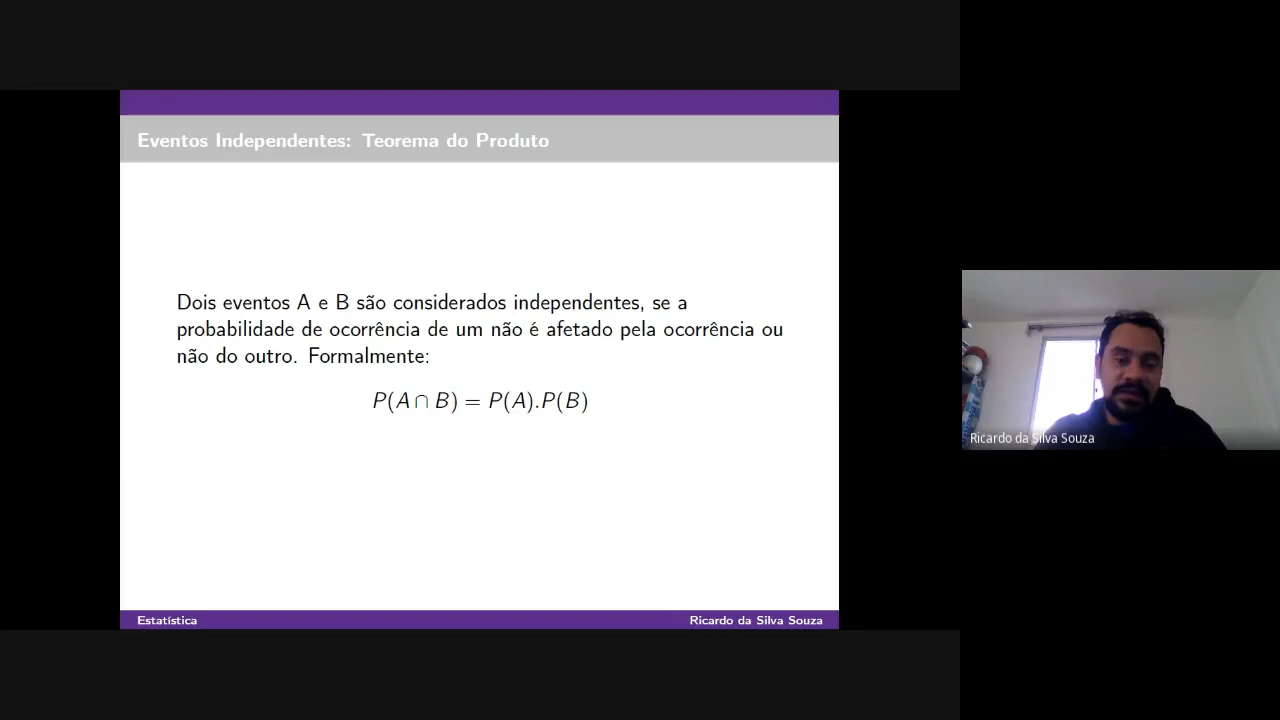 Eventos Independentes: Teorema do Produto
Dois eventos A e B são considerados independentes, se a
probabilidade de ocorrência de um não é afetado pela ocorrência ou
não do outro. Formalmente:
P(A ∩ B) = P(A).P(B)
Estatística
Ricardo da Silva Souza
Ricardo da Silva Souza